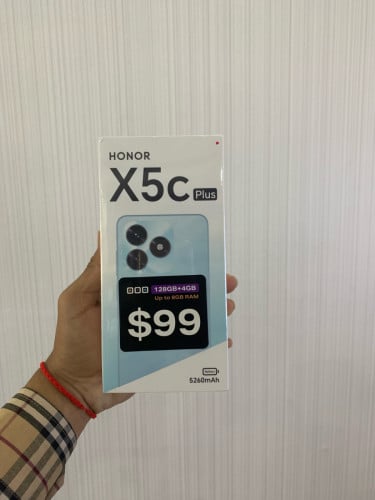 HONOR
X5c Plus
128GB+4GB
Up to 8GB RAM
$99
5260mAh